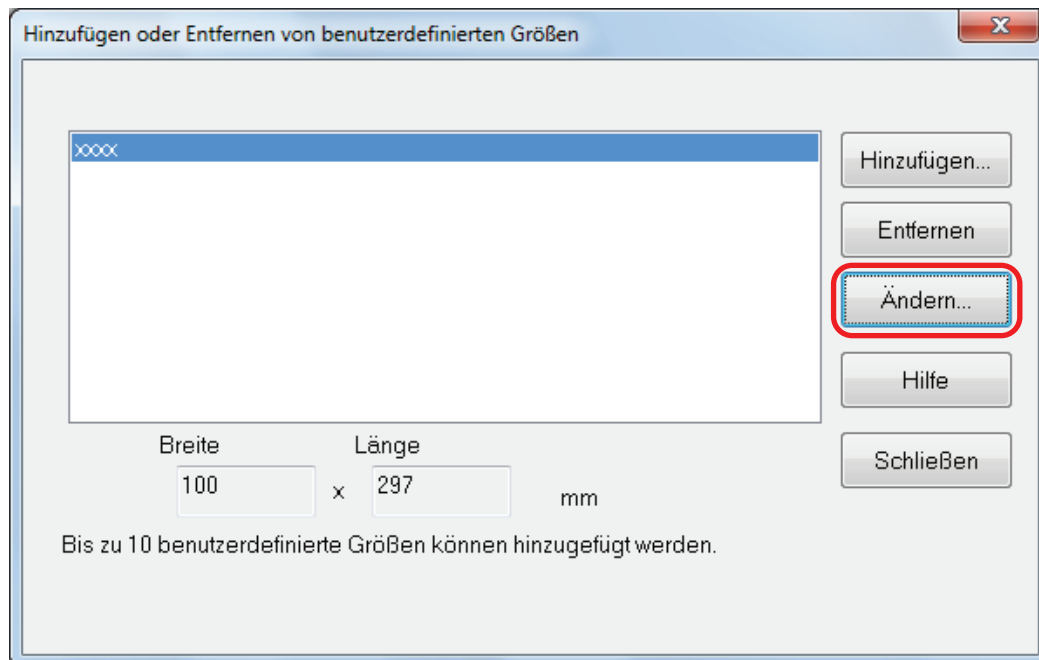 Hinzufügen oder Entfernen von benutzerdefinierten Größen
xxxx
Hinzufügen...
Entfernen
Ändern...
Hilfe
Schließen
Breite Länge
100 x 297 mm
Bis zu 10 benutzerdefinierte Größen können hinzugefügt werden.